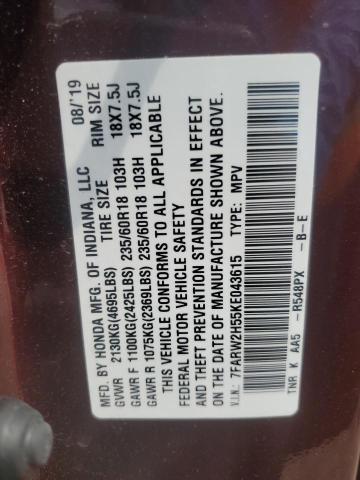 MFD. BY HONDA MFG. OF INDIANA, LLC 08/'19
TIRE SIZE RIM SIZE
GVWR 2130KG(4695LBS)
GAWR F 1100KG(2425LBS) 235/60R18 103H 18X7.5J
GAWR R 1075KG(2369LBS) 235/60R18 103H 18X7.5J
THIS VEHICLE CONFORMS TO ALL APPLICABLE
FEDERAL MOTOR VEHICLE SAFETY
AND THEFT PREVENTION STANDARDS IN EFFECT
ON THE DATE OF MANUFACTURE SHOWN ABOVE.
V.I.N.: 7FARW2H55KE043615 TYPE: MPV
TNR K AA5 -R548PX -B-E